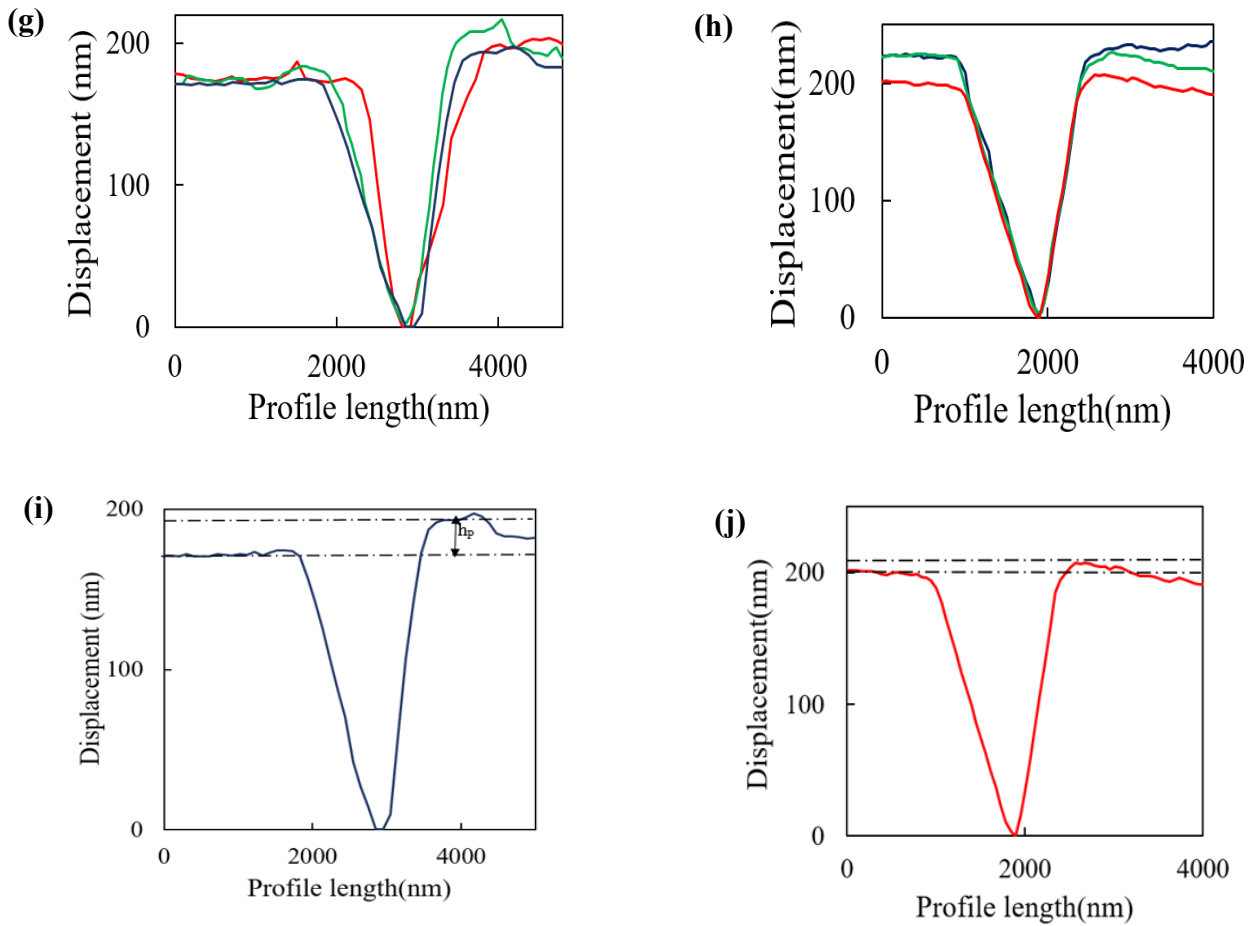 (g)
Displacement (nm)
200
100
0
0 2000 4000
Profile length(nm)
(h)
Displacement(nm)
200
100
0
0 2000 4000
Profile length(nm)
(i)
Displacement (nm)
200
100
0
hP
0 2000 4000
Profile length(nm)
(j)
Displacement(nm)
200
100
0
0 2000 4000
Profile length(nm)